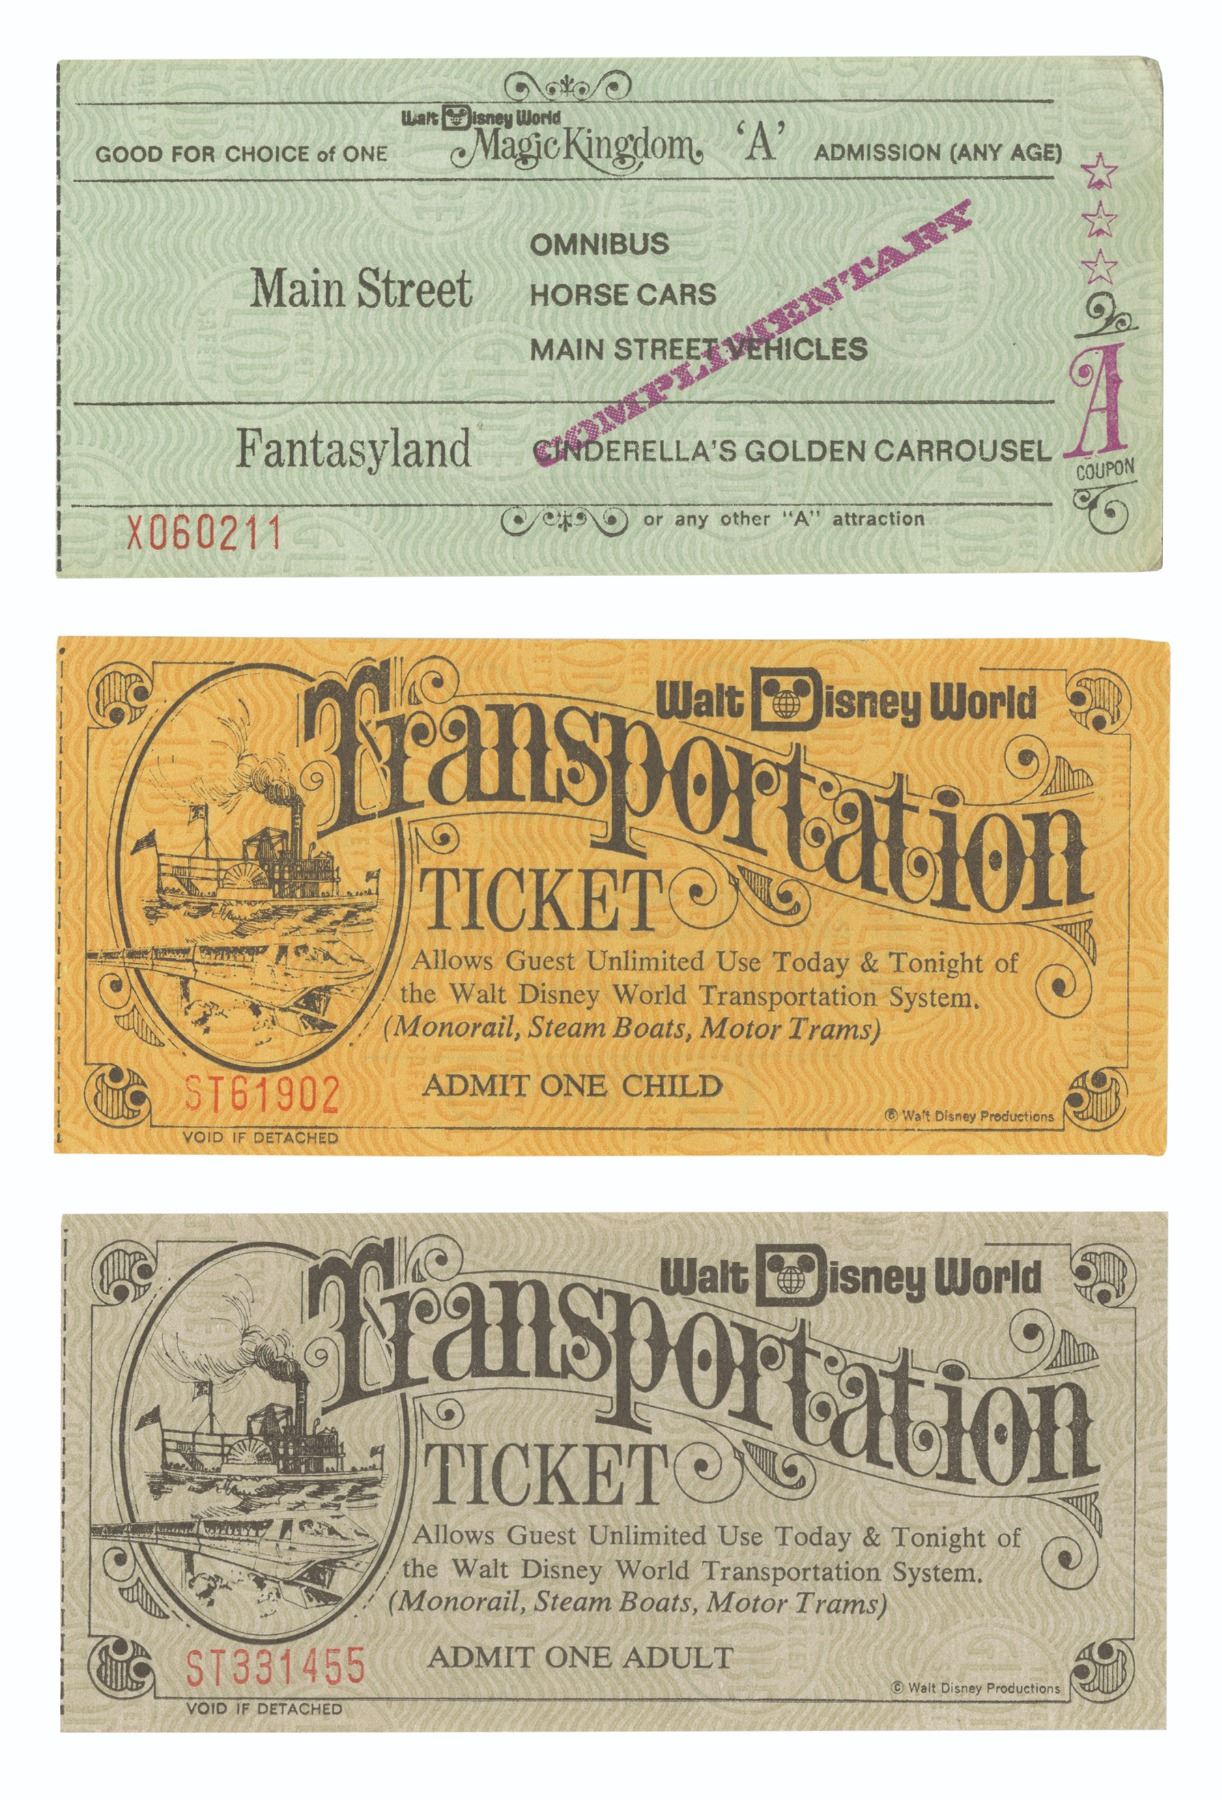 Walt Disney World
GOOD FOR CHOICE of ONE Magic Kingdom 'A' ADMISSION (ANY AGE)
Main Street
OMNIBUS
HORSE CARS
MAIN STREET VEHICLES
COMPLIMENTARY
Fantasyland
CINDERELLA'S GOLDEN CARROUSEL
A
COUPON
or any other "A" attraction
X060211
Walt Disney World
Transportation
TICKET
Allows Guest Unlimited Use Today & Tonight of
the Walt Disney World Transportation System.
(Monorail, Steam Boats, Motor Trams)
ST61902
ADMIT ONE CHILD
© Walt Disney Productions
VOID IF DETACHED
Walt Disney World
Transportation
TICKET
Allows Guest Unlimited Use Today & Tonight of
the Walt Disney World Transportation System.
(Monorail, Steam Boats, Motor Trams)
ST331455
ADMIT ONE ADULT
© Walt Disney Productions
VOID IF DETACHED